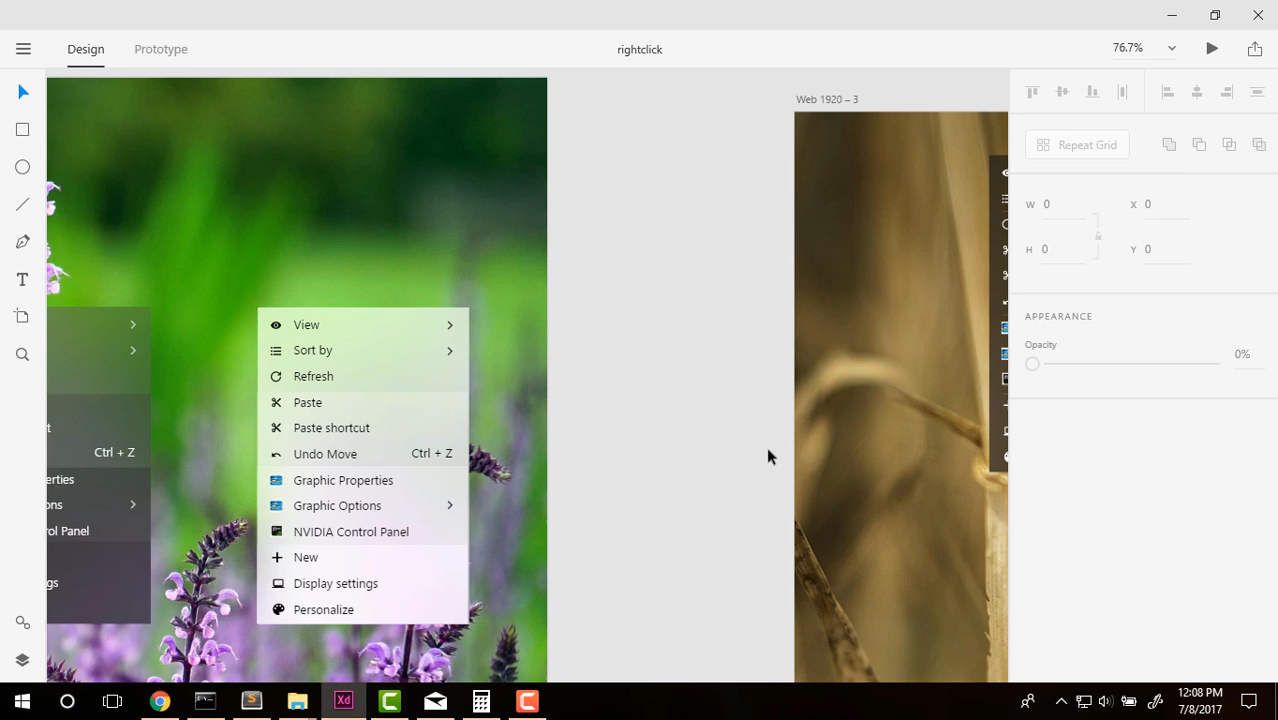 Design
Prototype
rightclick
76.7%
Web 1920 – 3
Repeat Grid
W 0
X 0
H 0
Y 0
APPEARANCE
Opacity
0%
Ctrl + Z
View
Sort by
Refresh
Paste
Paste shortcut
Undo Move Ctrl + Z
Graphic Properties
Graphic Options
NVIDIA Control Panel
New
Display settings
Personalize
T
Xd
12:08 PM
7/8/2017